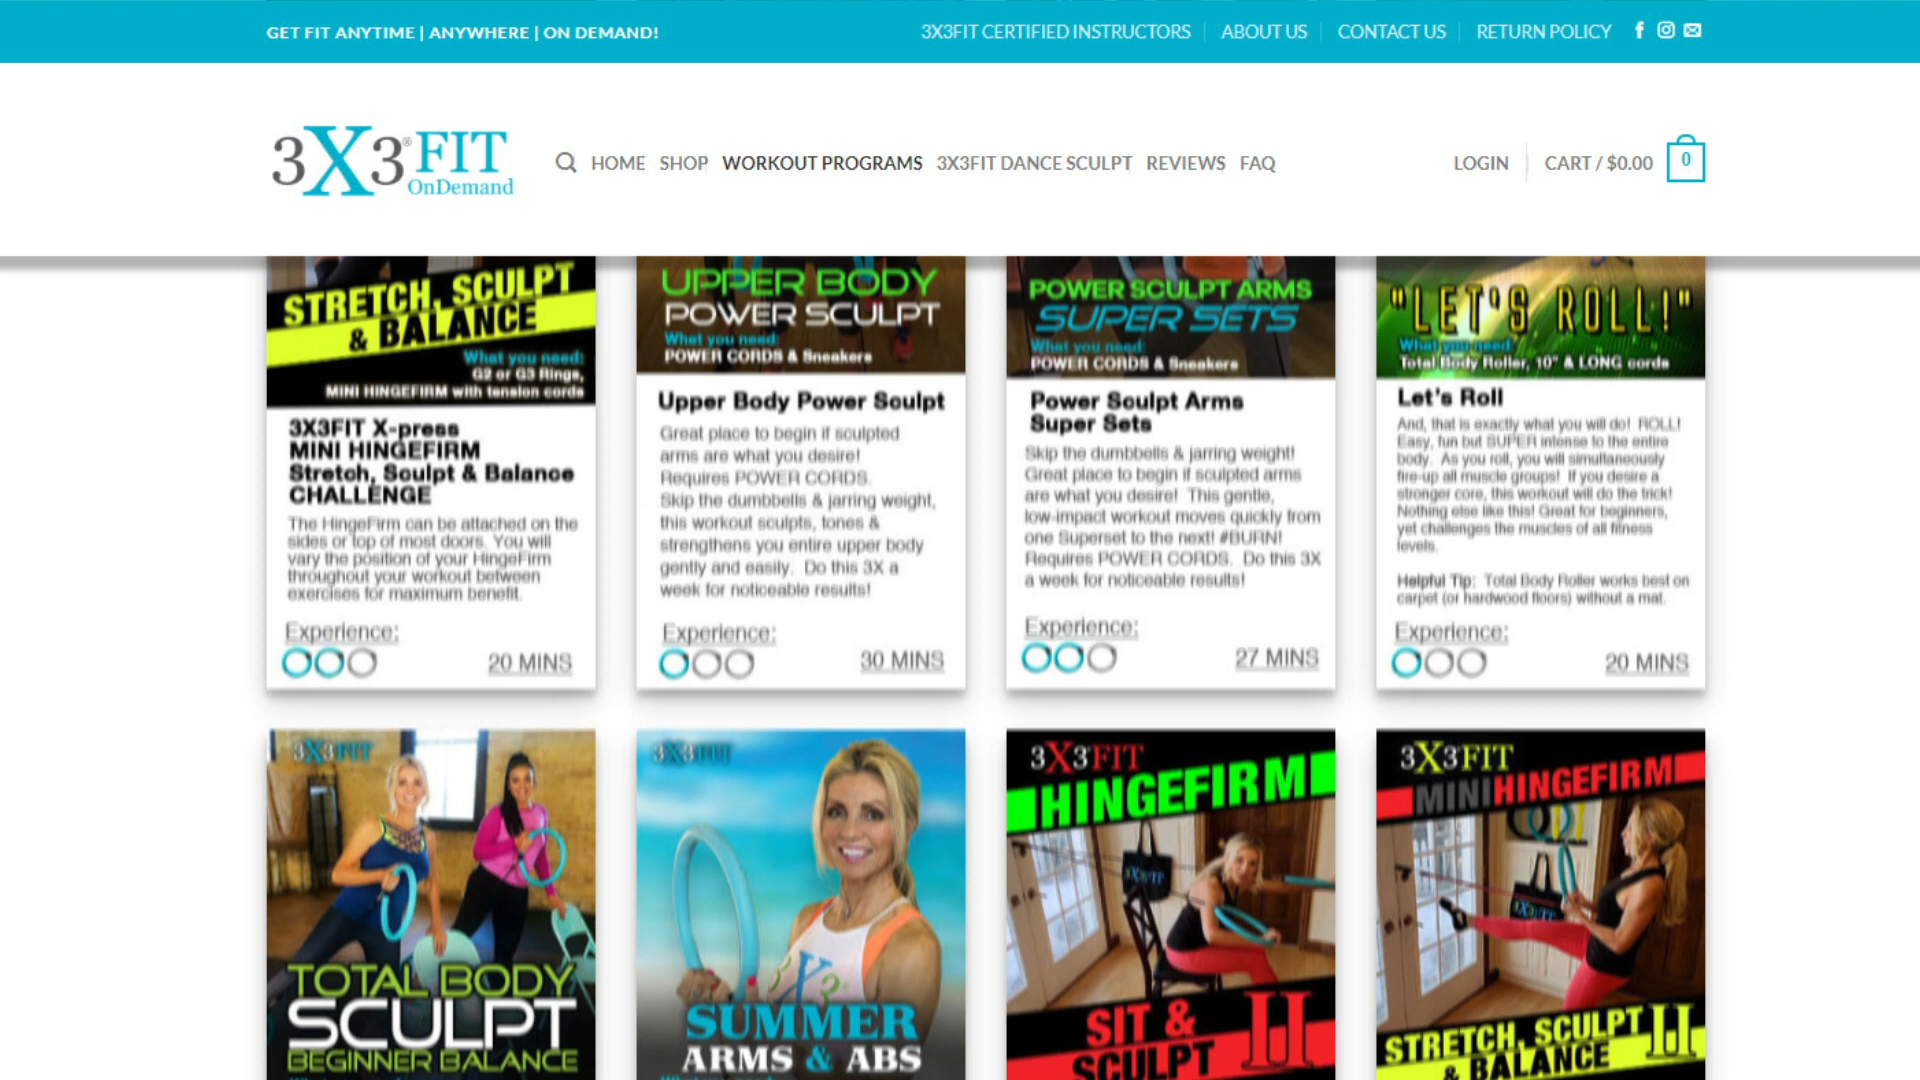 GET FIT ANYTIME | ANYWHERE | ON DEMAND!
3X3FIT CERTIFIED INSTRUCTORS
ABOUT US
CONTACT US
RETURN POLICY
3X3® FIT
OnDemand
HOME
SHOP
WORKOUT PROGRAMS
3X3FIT DANCE SCULPT
REVIEWS
FAQ
LOGIN
CART / $0.00
0
STRETCH, SCULPT
& BALANCE
What you need:
G2 or G3 Rings,
MINI HINGEFIRM with tension cords
3X3FIT X-press
MINI HINGEFIRM
Stretch, Sculpt & Balance
CHALLENGE
The HingeFirm can be attached on the
sides or top of most doors. You will
vary the position of your HingeFirm
throughout your workout between
exercises for maximum benefit.
Experience:
20 MINS
UPPER BODY
POWER SCULPT
What you need:
POWER CORDS & Sneakers
Upper Body Power Sculpt
Great place to begin if sculpted
arms are what you desire!
Requires POWER CORDS.
Skip the dumbbells & jarring weight,
this workout sculpts, tones &
strengthens you entire upper body
gently and easily. Do this 3X a
week for noticeable results!
Experience:
30 MINS
POWER SCULPT ARMS
SUPER SETS
What you need:
POWER CORDS & Sneakers
Power Sculpt Arms
Super Sets
Skip the dumbbells & jarring weight!
Great place to begin if sculpted arms
are what you desire! This gentle,
low-impact workout moves quickly from
one Superset to the next! #BURN!
Requires POWER CORDS. Do this 3X
a week for noticeable results!
Experience:
27 MINS
"LET'S ROLL!"
What you need:
Total Body Roller, 10" & LONG cords
Let's Roll
And, that is exactly what you will do! ROLL!
Easy, fun but SUPER intense to the entire
body. As you roll, you will simultaneously
fire-up all muscle groups! If you desire a
stronger core, this workout will do the trick!
Nothing else like this! Great for beginners,
yet challenges the muscles of all fitness
levels.
Helpful Tip: Total Body Roller works best on
carpet (or hardwood floors) without a mat.
Experience:
20 MINS
3X3FIT
TOTAL BODY
SCULPT
BEGINNER BALANCE
3X3FIT
3X3
SUMMER
ARMS & ABS
3X3FIT
HINGEFIRM
3X3FIT
SIT &
SCULPT
II
3X3FIT
MINI HINGEFIRM
3X3FIT
STRETCH, SCULPT
& BALANCE
II